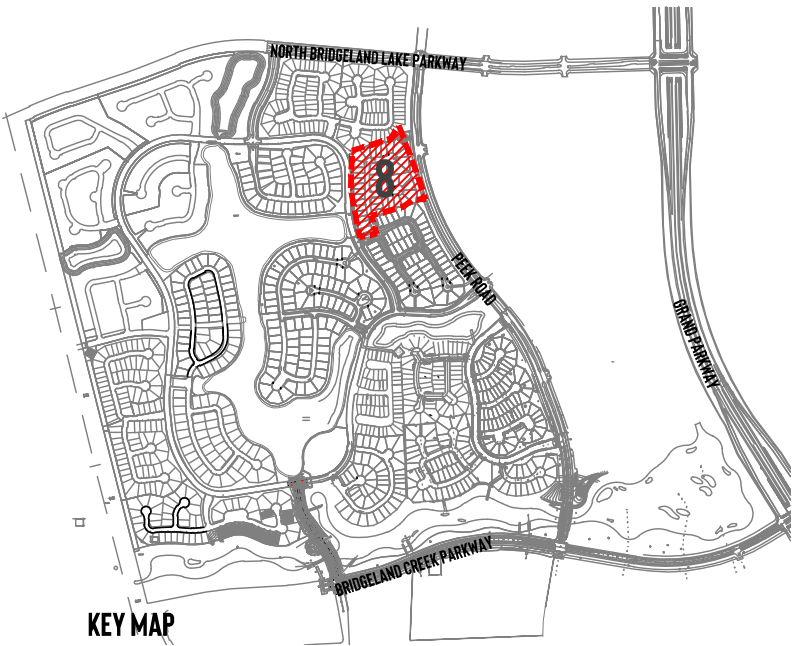 NORTH BRIDGELAND LAKE PARKWAY
8
PEEK ROAD
GRAND PARKWAY
BRIDGELAND CREEK PARKWAY
KEY MAP